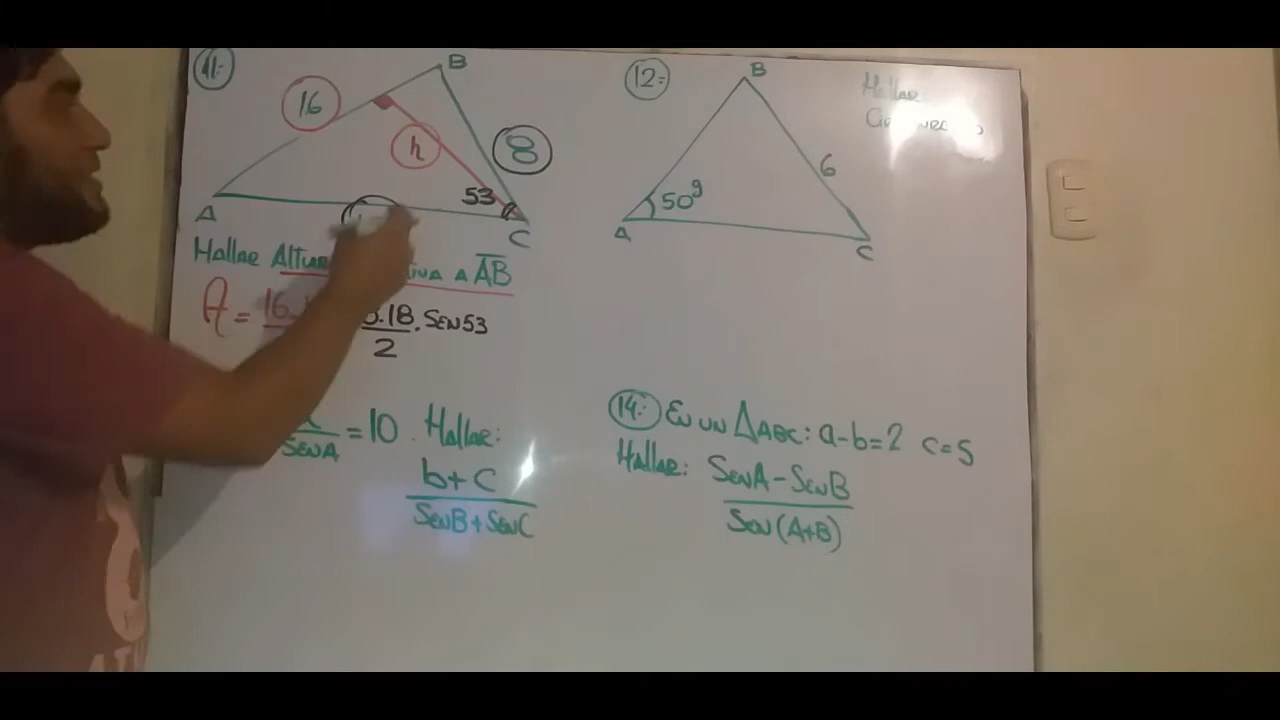 11:-
B
16
h
8
53
A
C
Hallar Altur a AB
A = 16 .18 . Sen53
2
12:-
B
Hallar
6
50g
A
C
SenA = 10 . Hallar:
b+c
SenB + SenC
14:- En un ΔABC: a-b=2 c=5
Hallar: SenA - SenB
Sen(A+B)